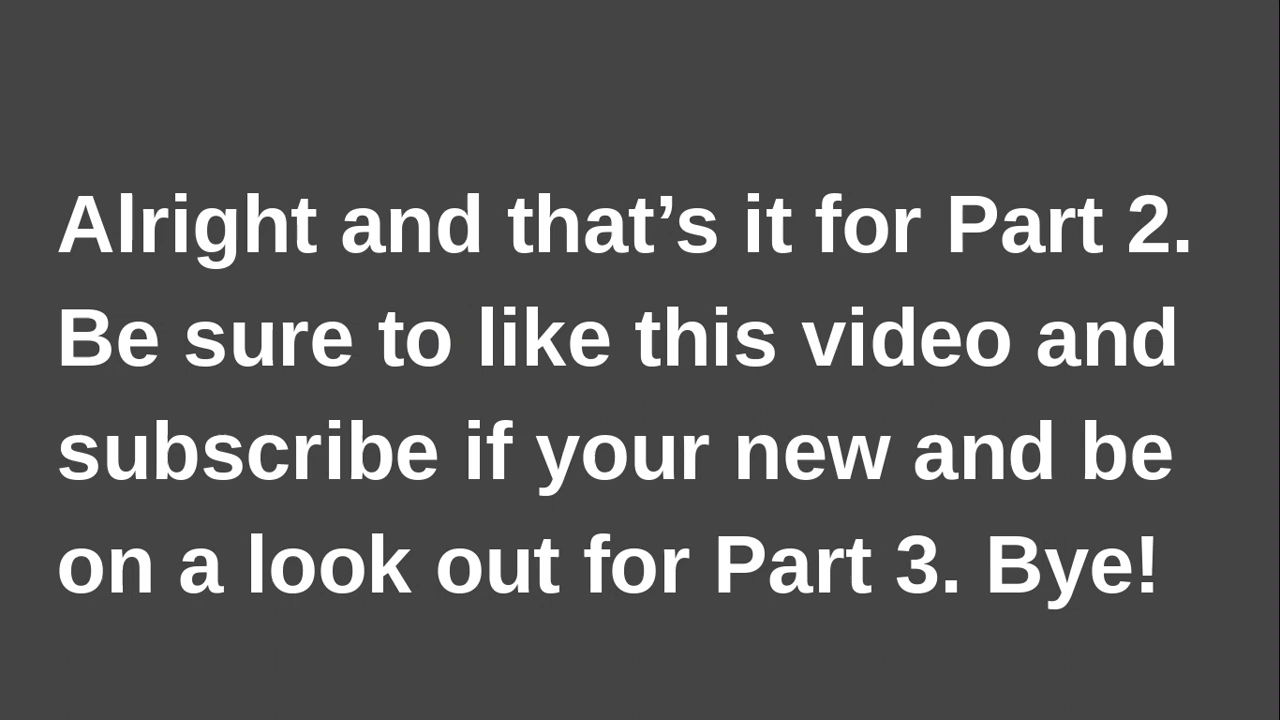 Alright and that’s it for Part 2.
Be sure to like this video and
subscribe if your new and be
on a look out for Part 3. Bye!